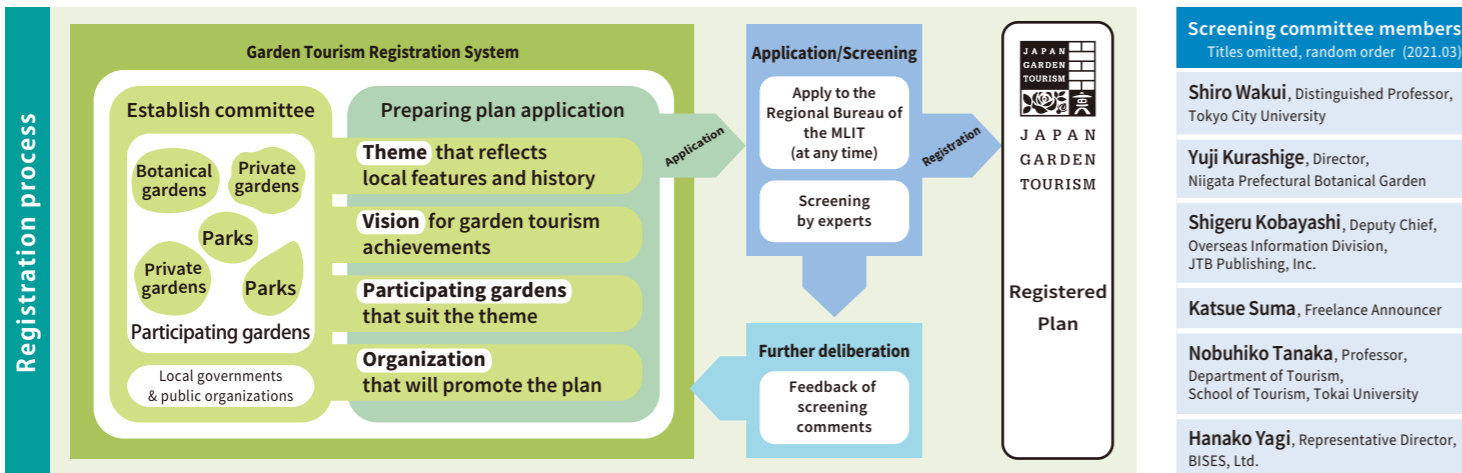 Registration process
Garden Tourism Registration System
Establish committee
Botanical
gardens
Private
gardens
Parks
Private
gardens
Parks
Participating gardens
Local governments
& public organizations
Preparing plan application
Theme that reflects
local features and history
Vision for garden tourism
achievements
Participating gardens
that suit the theme
Organization
that will promote the plan
Application
Application/Screening
Apply to the
Regional Bureau of
the MLIT
(at any time)
Screening
by experts
Further deliberation
Feedback of
screening
comments
Registration
JAPAN
GARDEN
TOURISM
JAPAN
GARDEN
TOURISM
Registered
Plan
Screening committee members
Titles omitted, random order (2021.03)
Shiro Wakui, Distinguished Professor,
Tokyo City University
Yuji Kurashige, Director,
Niigata Prefectural Botanical Garden
Shigeru Kobayashi, Deputy Chief,
Overseas Information Division,
JTB Publishing, Inc.
Katsue Suma, Freelance Announcer
Nobuhiko Tanaka, Professor,
Department of Tourism,
School of Tourism, Tokai University
Hanako Yagi, Representative Director,
BISES, Ltd.